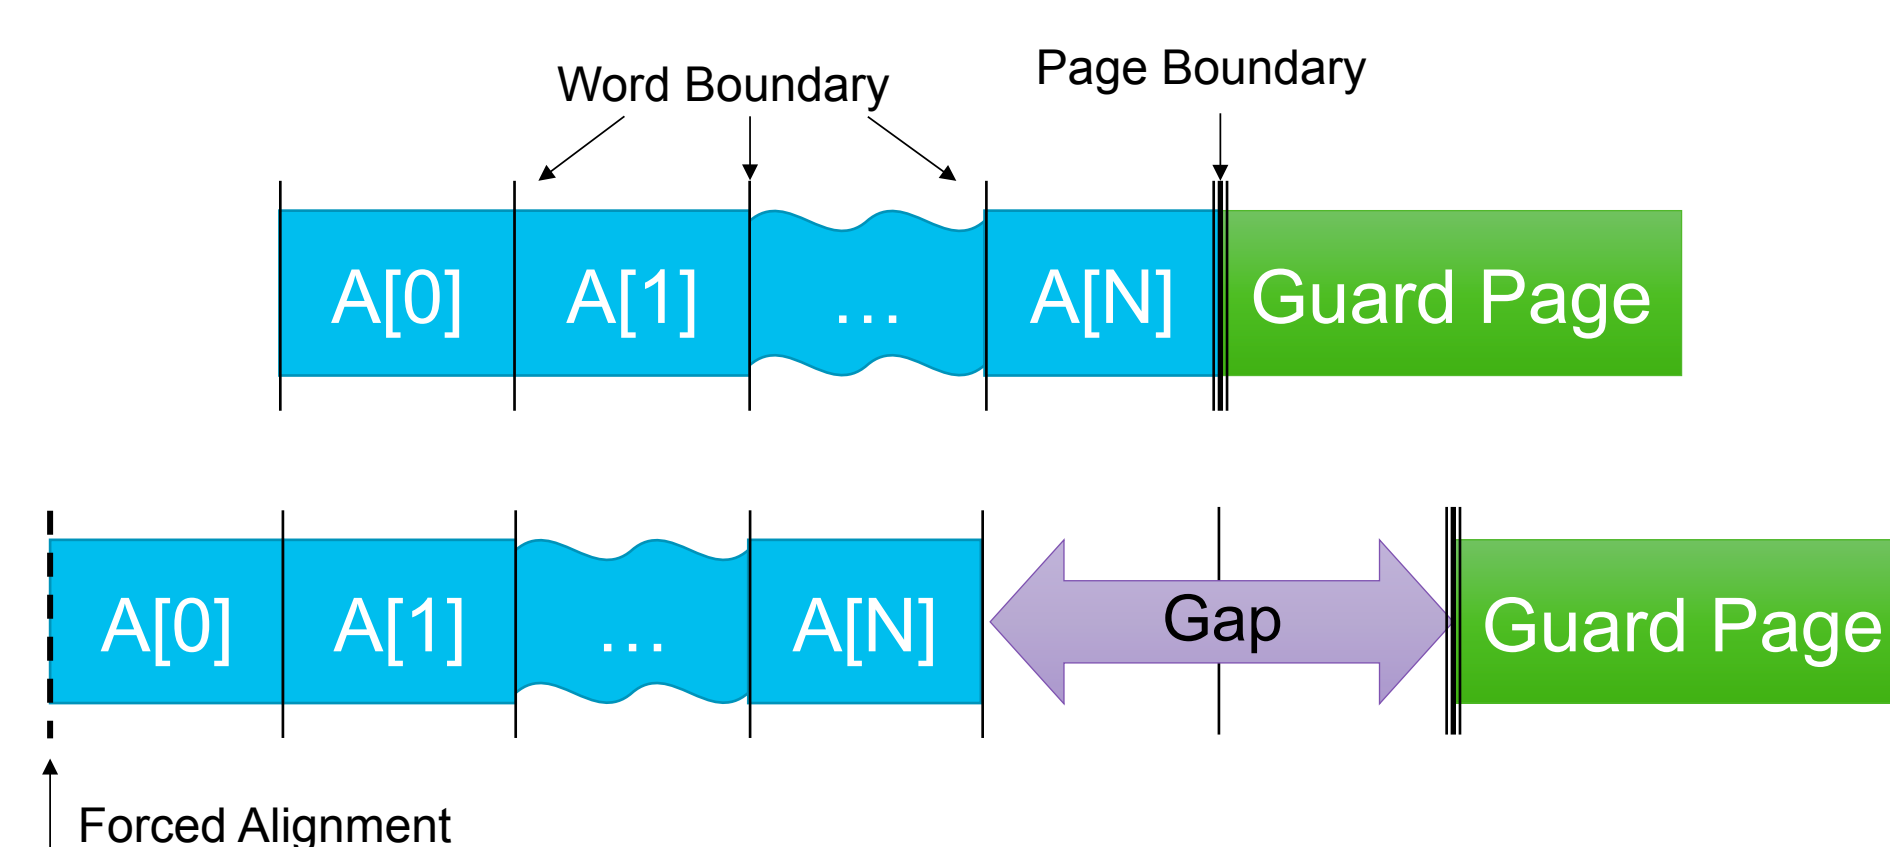 Word Boundary
Page Boundary
A[0] A[1] ... A[N] Guard Page
A[0] A[1] ... A[N] Gap Guard Page
Forced Alignment